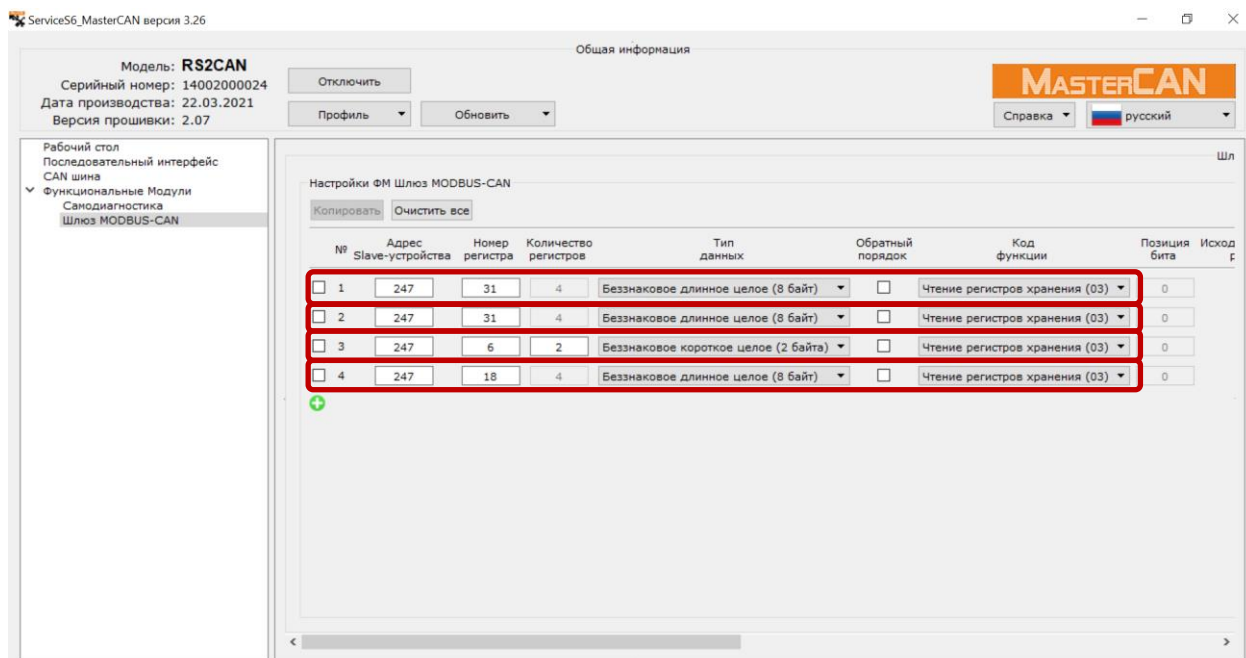 ServiceS6_MasterCAN версия 3.26
Общая информация
Модель: RS2CAN
Серийный номер: 14002000024
Дата производства: 22.03.2021
Версия прошивки: 2.07
Отключить
Профиль
Обновить
MASTERCAN
Справка
русский
Рабочий стол
Последовательный интерфейс
CAN шина
Функциональные Модули
Самодиагностика
Шлюз MODBUS-CAN
Шл
Настройки ФМ Шлюз MODBUS-CAN
Копировать Очистить все
№ Адрес Slave-устройства Номер регистра Количество регистров Тип данных Обратный порядок Код функции Позиция бита Исход р
1 247 31 4 Беззнаковое длинное целое (8 байт) Чтение регистров хранения (03) 0
2 247 31 4 Беззнаковое длинное целое (8 байт) Чтение регистров хранения (03) 0
3 247 6 2 Беззнаковое короткое целое (2 байта) Чтение регистров хранения (03) 0
4 247 18 4 Беззнаковое длинное целое (8 байт) Чтение регистров хранения (03) 0